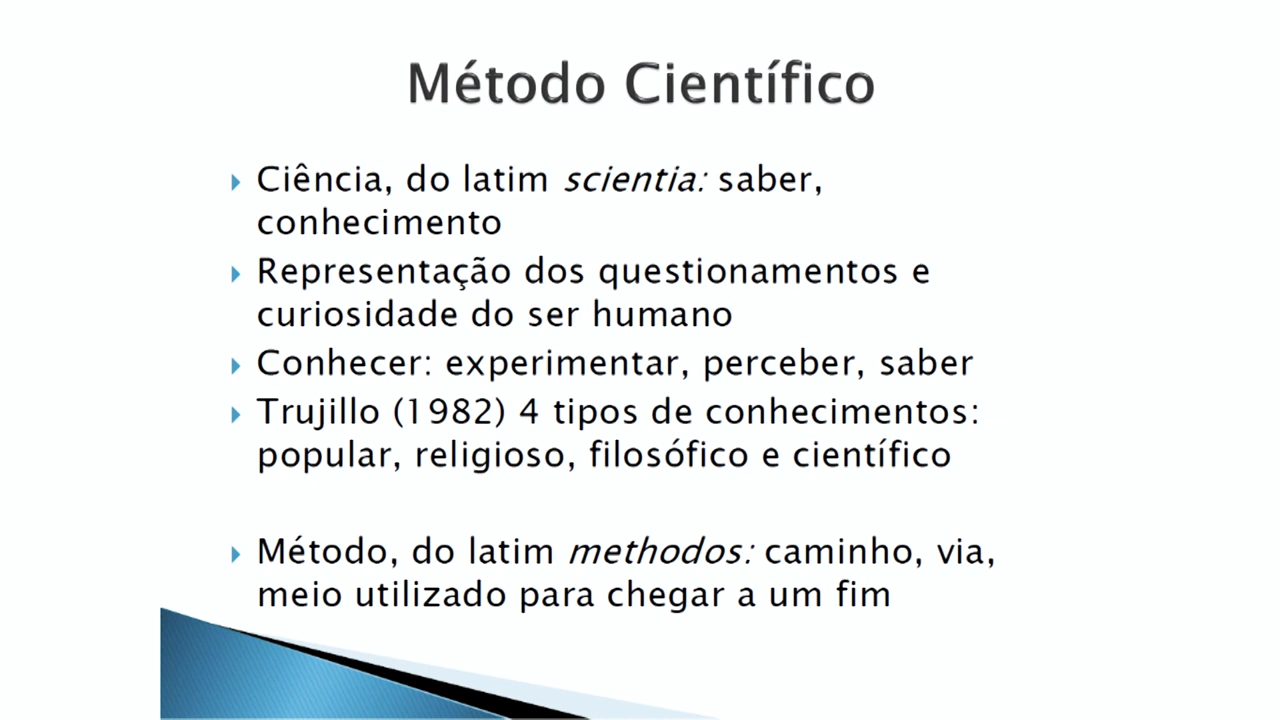 Método Científico
Ciência, do latim scientia: saber,
conhecimento
Representação dos questionamentos e
curiosidade do ser humano
Conhecer: experimentar, perceber, saber
Trujillo (1982) 4 tipos de conhecimentos:
popular, religioso, filosófico e científico
Método, do latim methodos: caminho, via,
meio utilizado para chegar a um fim